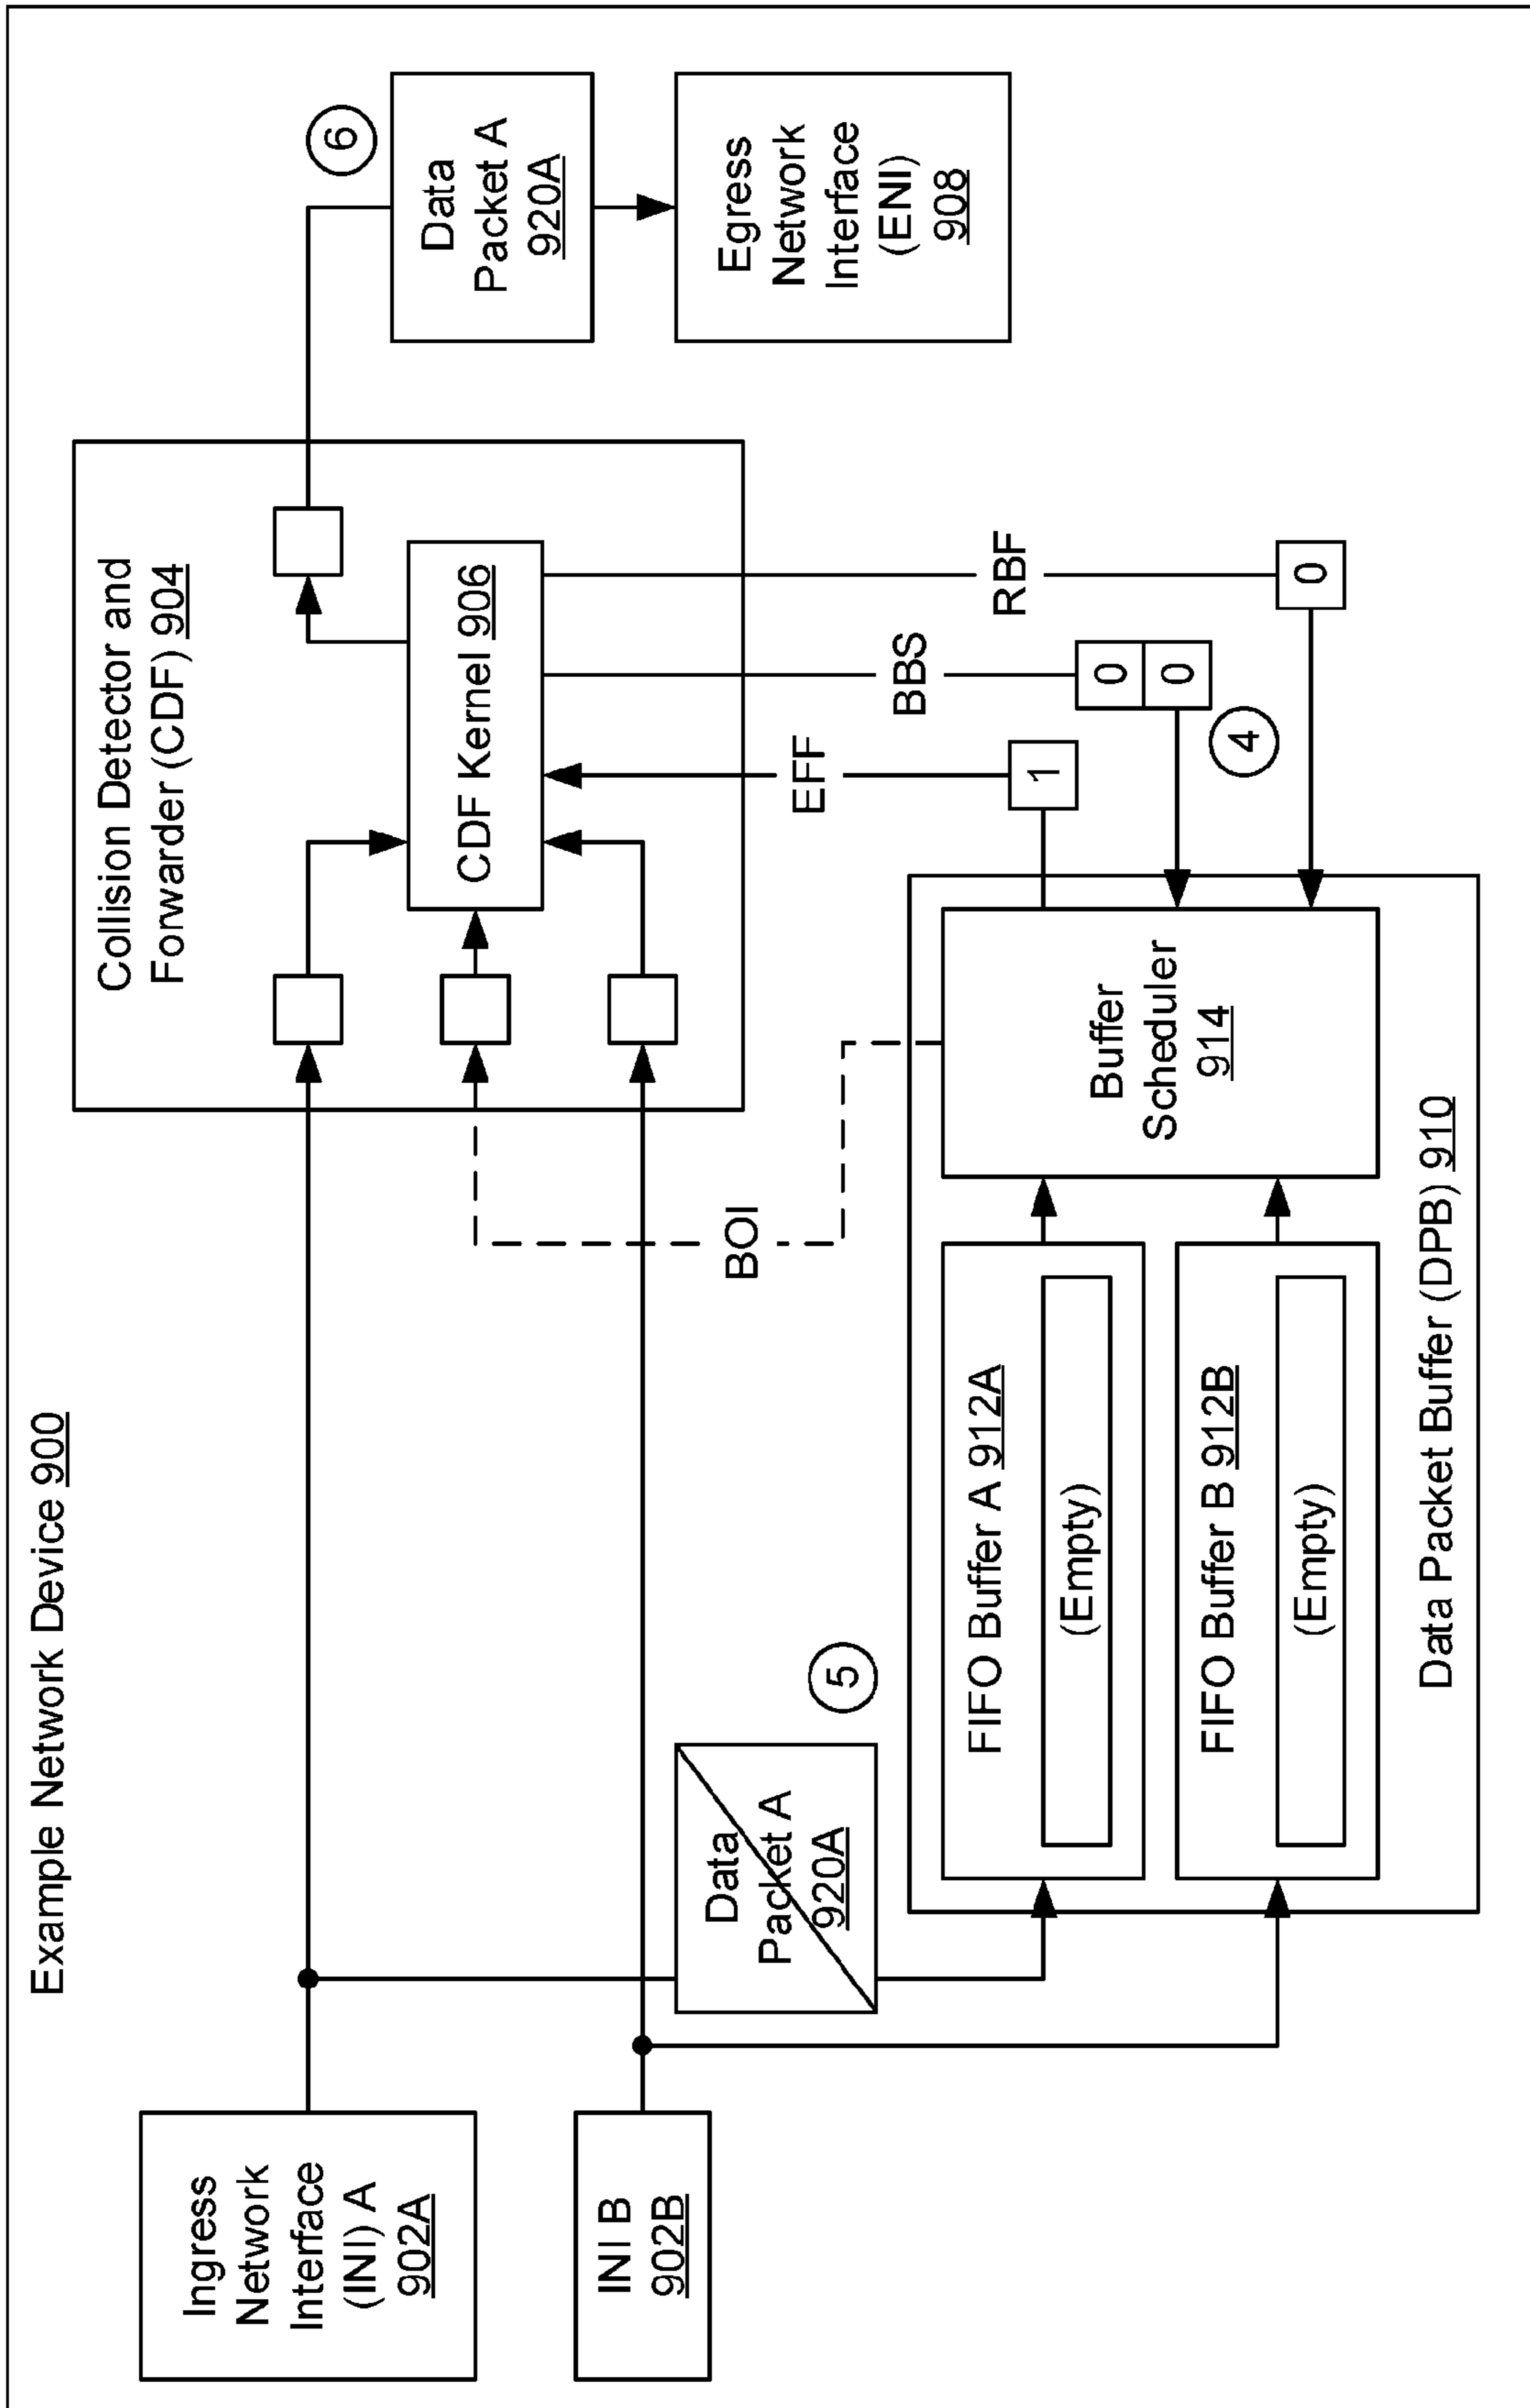 Example Network Device 900
Ingress
Network
Interface
(INI) A
902A
INI B
902B
Collision Detector and
Forwarder (CDF) 904
CDF Kernel 906
6
Data
Packet A
920A
Egress
Network
Interface
(ENI)
908
EFF
BBS
RBF
1
0
0
0
4
BOI
5
Data
Packet A
920A
FIFO Buffer A 912A
(Empty)
FIFO Buffer B 912B
(Empty)
Buffer
Scheduler
914
Data Packet Buffer (DPB) 910